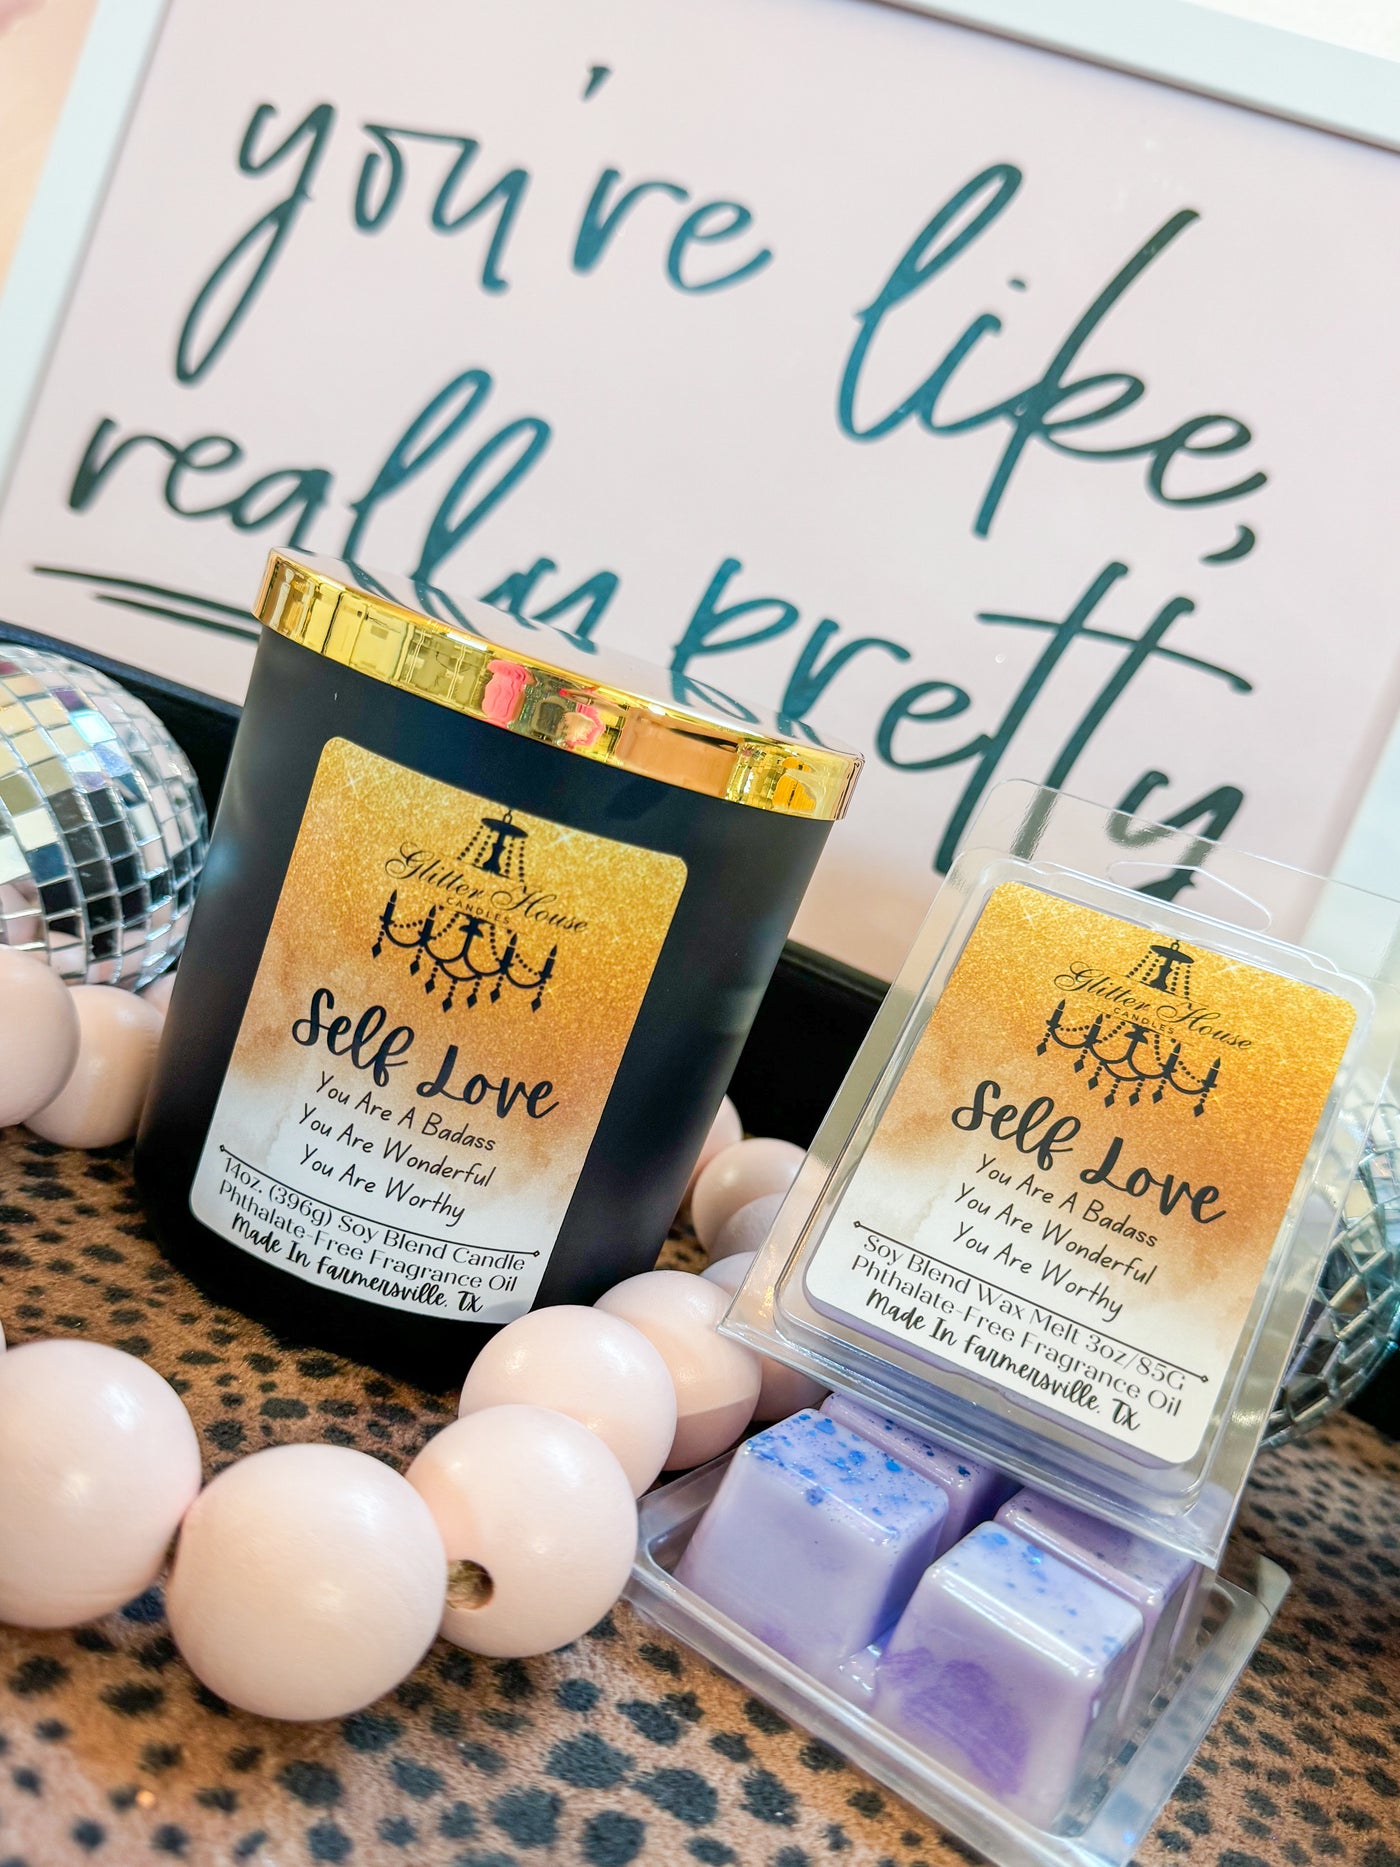 you're like,
really pretty
Glitter House
CANDLES
Self Love
You Are A Badass
You Are Wonderful
You Are Worthy
14oz. (396g) Soy Blend Candle
Phthalate-Free Fragrance Oil
Made In Farmersville, TX
Glitter House
CANDLES
Self Love
You Are A Badass
You Are Wonderful
You Are Worthy
Soy Blend Wax Melt 3oz/85G
Phthalate-Free Fragrance Oil
Made In Farmersville, TX